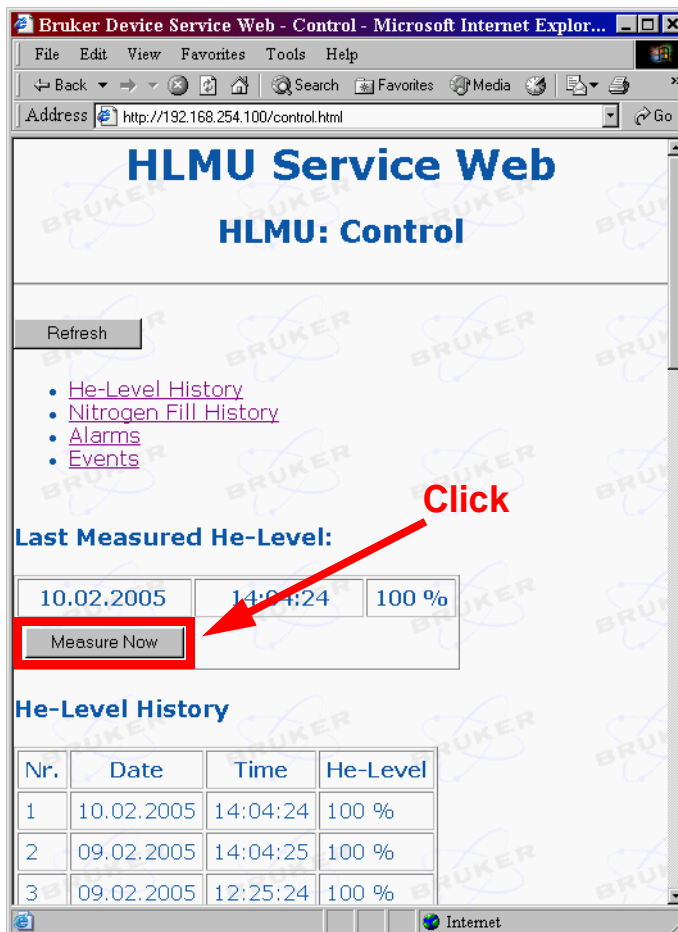 Bruker Device Service Web - Control - Microsoft Internet Explor...
File Edit View Favorites Tools Help
Back Search Favorites Media »
Address http://192.168.254.100/control.html Go
HLMU Service Web
HLMU: Control
Refresh
• He-Level History
• Nitrogen Fill History
• Alarms
• Events
Click
Last Measured He-Level:
10.02.2005 14:04:24 100 %
Measure Now
He-Level History
Nr. Date Time He-Level
1 10.02.2005 14:04:24 100 %
2 09.02.2005 14:04:25 100 %
3 09.02.2005 12:25:24 100 %
Internet
BRUKER